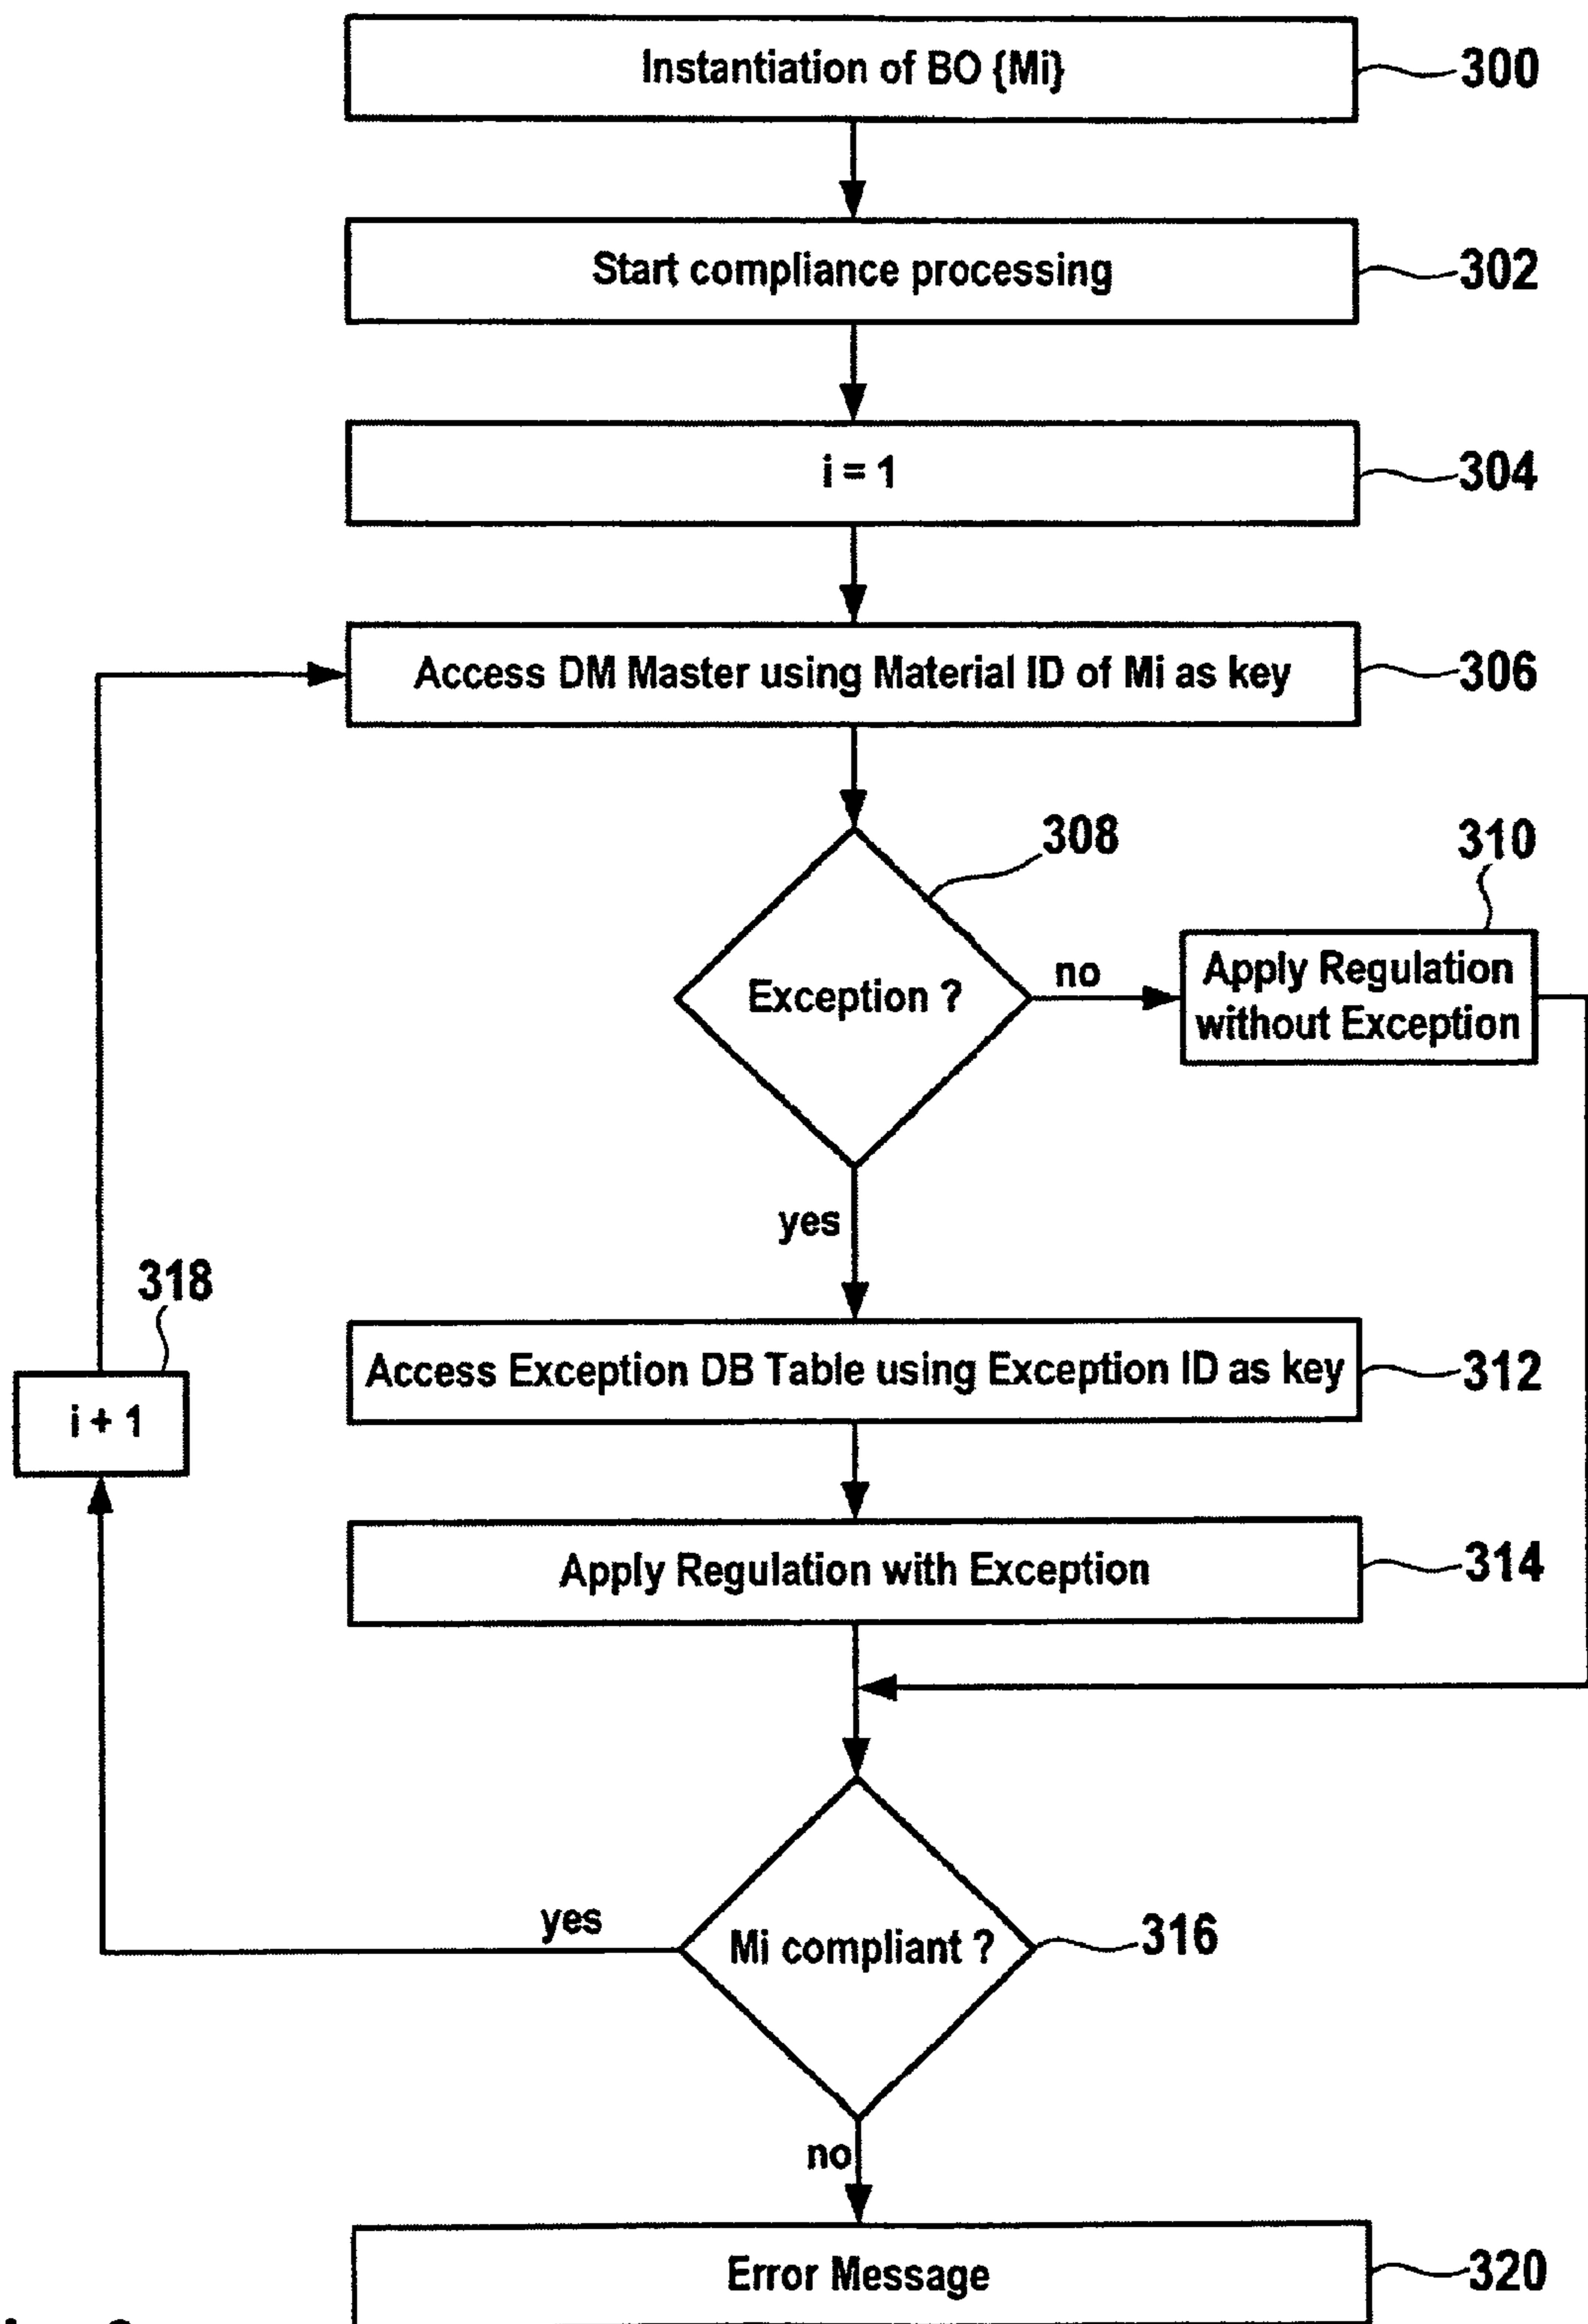 Instantiation of BO {Mi}
300
Start compliance processing
302
i = 1
304
Access DM Master using Material ID of Mi as key
306
308
310
Exception ?
no
Apply Regulation
without Exception
yes
318
Access Exception DB Table using Exception ID as key
312
i + 1
Apply Regulation with Exception
314
yes
Mi compliant ?
316
no
Error Message
320